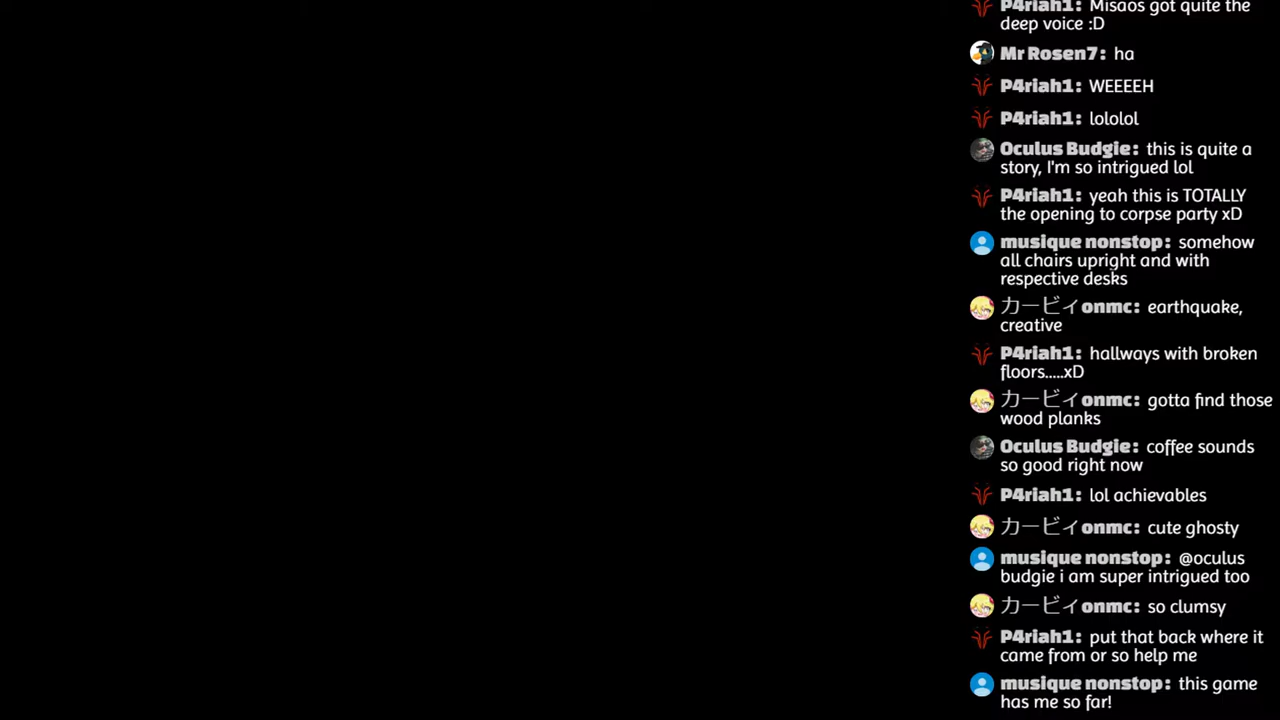 P4riah1: Misaos got quite the
deep voice :D
Mr Rosen7: ha
P4riah1: WEEEEH
P4riah1: lololol
Oculus Budgie: this is quite a
story, I'm so intrigued lol
P4riah1: yeah this is TOTALLY
the opening to corpse party xD
musique nonstop: somehow
all chairs upright and with
respective desks
カービィonmc: earthquake,
creative
P4riah1: hallways with broken
floors.....xD
カービィonmc: gotta find those
wood planks
Oculus Budgie: coffee sounds
so good right now
P4riah1: lol achievables
カービィonmc: cute ghosty
musique nonstop: @oculus
budgie i am super intrigued too
カービィonmc: so clumsy
P4riah1: put that back where it
came from or so help me
musique nonstop: this game
has me so far!